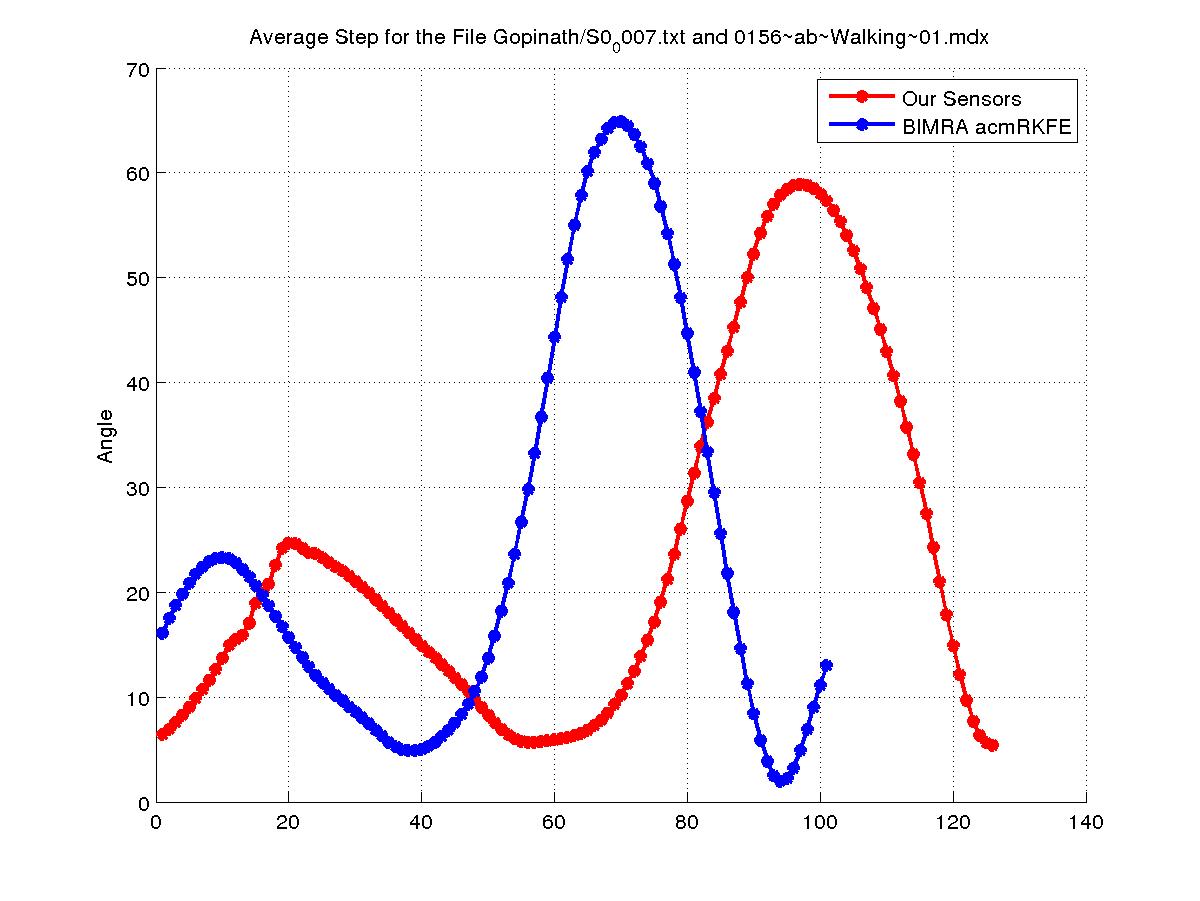 Average Step for the File Gopinath/S0₀007.txt and 0156~ab~Walking~01.mdx
70
Our Sensors
BIMRA acmRKFE
60
50
40
Angle
30
20
10
0
0 20 40 60 80 100 120 140